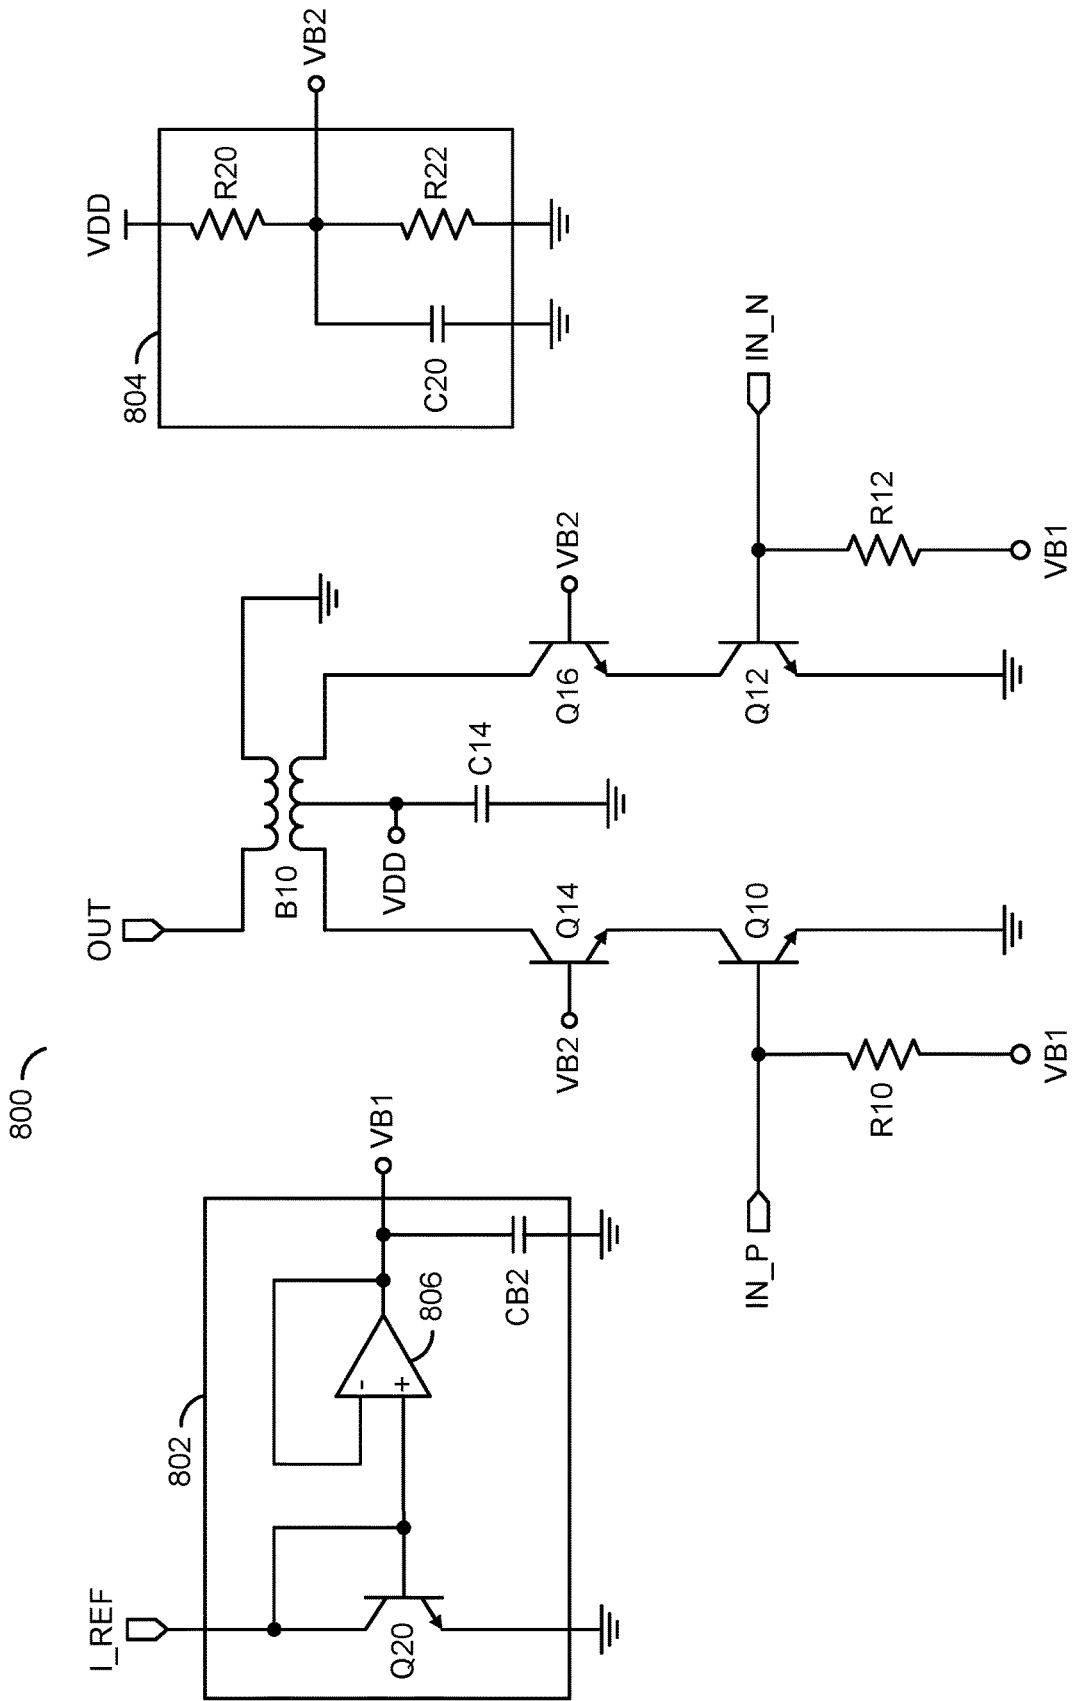 800
I_REF
802
Q20
-
+
806
CB2
VB1
OUT
B10
VDD
C14
VB2
Q14
Q16
VB2
IN_P
Q10
Q12
IN_N
R10
VB1
R12
VB1
804
VDD
R20
VB2
R22
C20